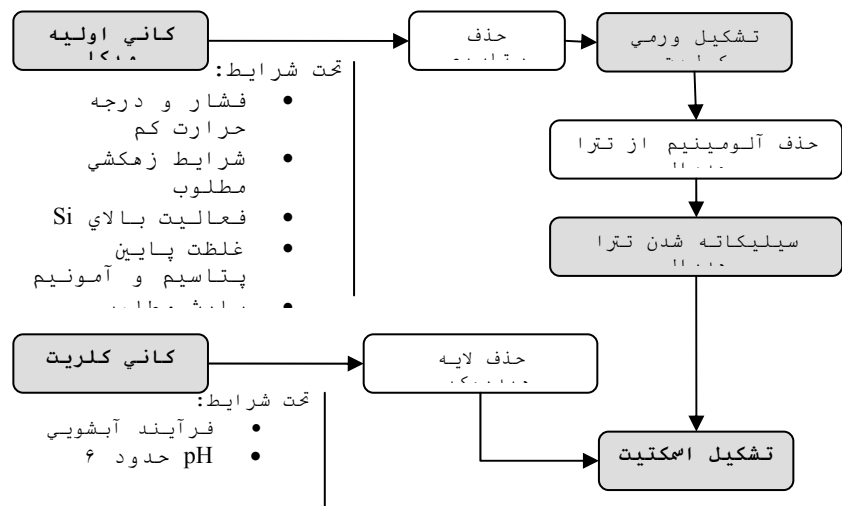 کاني اوليه
حذف
تشکيل ورمي
تحت شرايط:
• فشار و درجه
حرارت کم
• شرايط زهکشي
مطلوب
• فعاليت بالاي Si
• غلظت پايين
پتاسيم و آمونيم
حذف آلومينيم از تترا
سيليکاته شدن تترا
کاني کلريت
حذف لايه
تحت شرايط:
• فرآيند آبشويي
• pH حدود ۶
تشکيل اسمکتيت